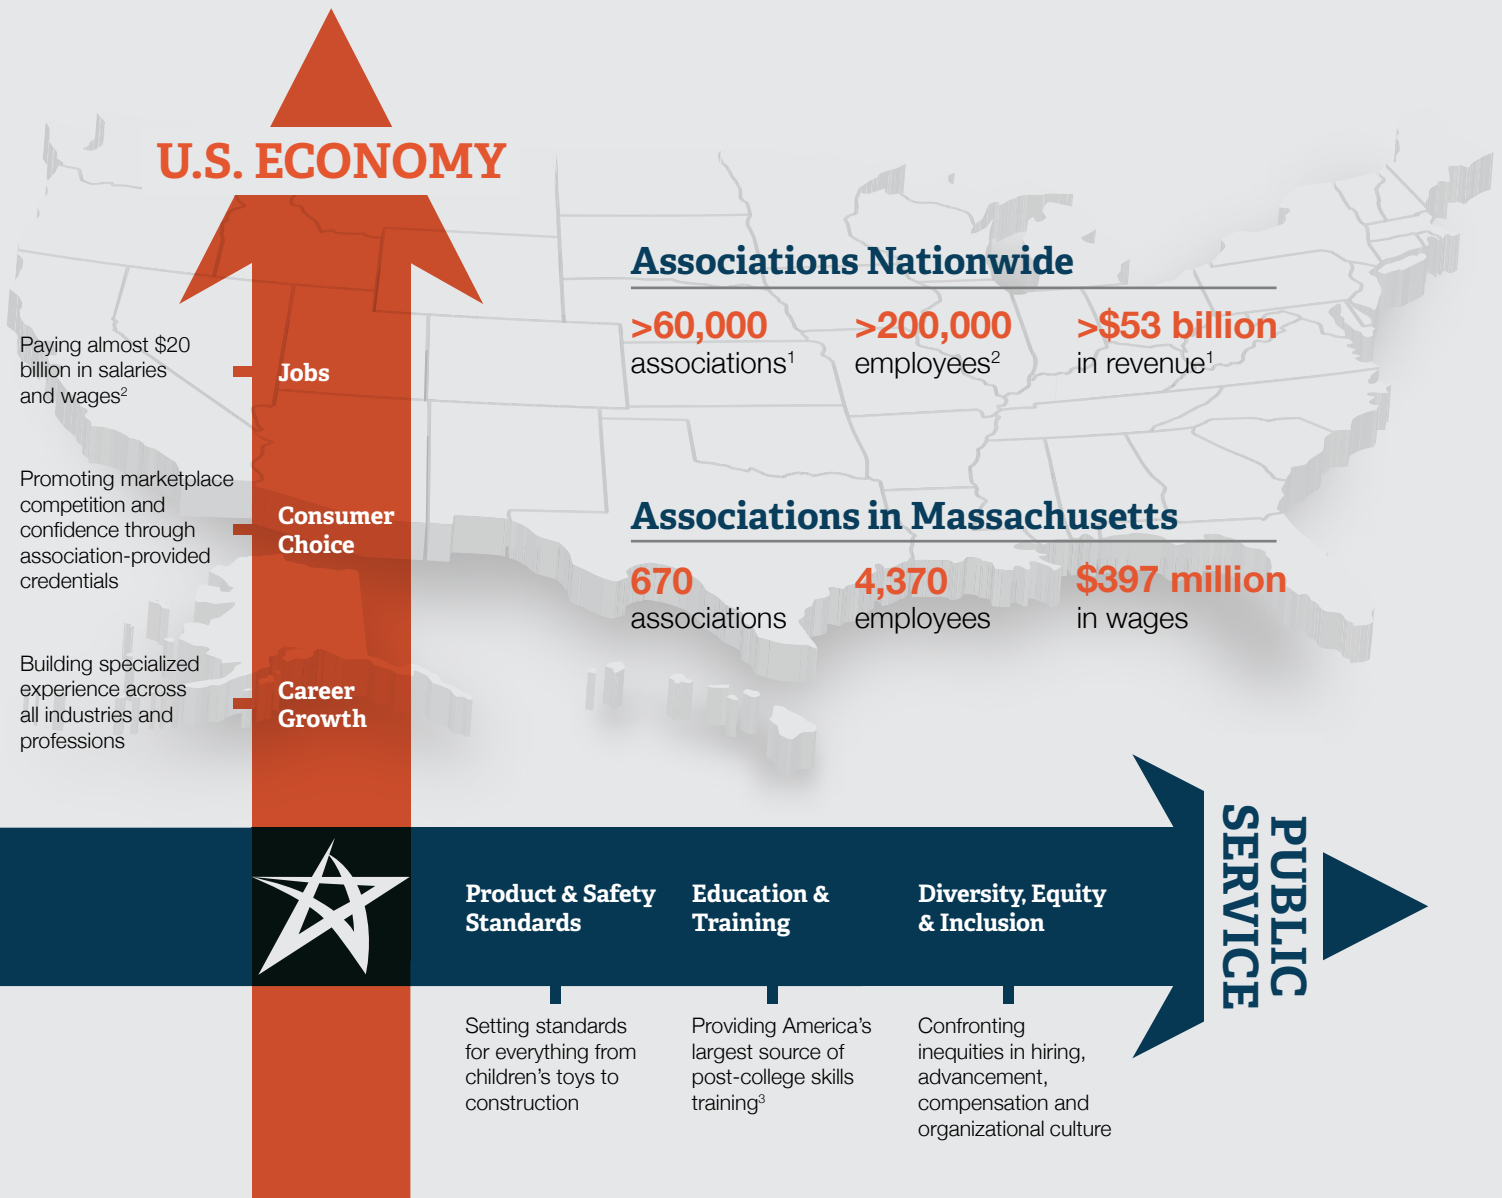 U.S. ECONOMY
Paying almost $20
billion in salaries
and wages²
Jobs
Promoting marketplace
competition and
confidence through
association-provided
credentials
Consumer
Choice
Building specialized
experience across
all industries and
professions
Career
Growth
Associations Nationwide
>60,000
associations¹
>200,000
employees²
>$53 billion
in revenue¹
Associations in Massachusetts
670
associations
4,370
employees
$397 million
in wages
PUBLIC
SERVICE
Product & Safety
Standards
Setting standards
for everything from
children’s toys to
construction
Education &
Training
Providing America’s
largest source of
post-college skills
training³
Diversity, Equity
& Inclusion
Confronting
inequities in hiring,
advancement,
compensation and
organizational culture